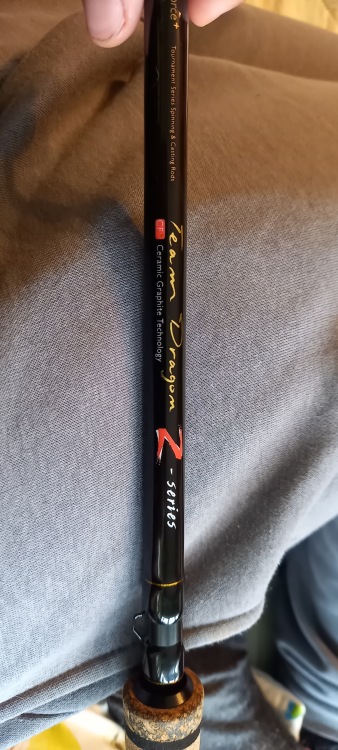 Tournament Series Spinning & Casting Rods
Team Dragon
Ceramic Graphite Technology
Z-series